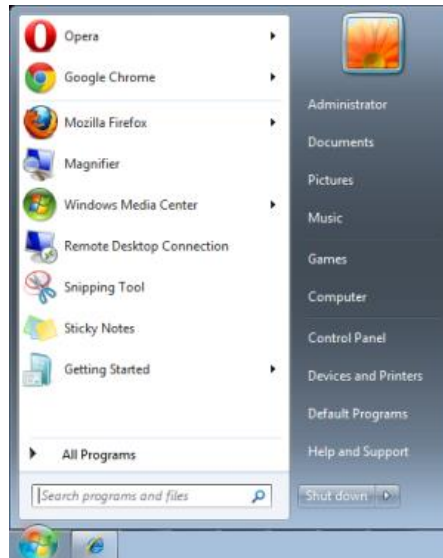 Opera
Google Chrome
Mozilla Firefox
Magnifier
Windows Media Center
Remote Desktop Connection
Snipping Tool
Sticky Notes
Getting Started
All Programs
Search programs and files
Administrator
Documents
Pictures
Music
Games
Computer
Control Panel
Devices and Printers
Default Programs
Help and Support
Shut down